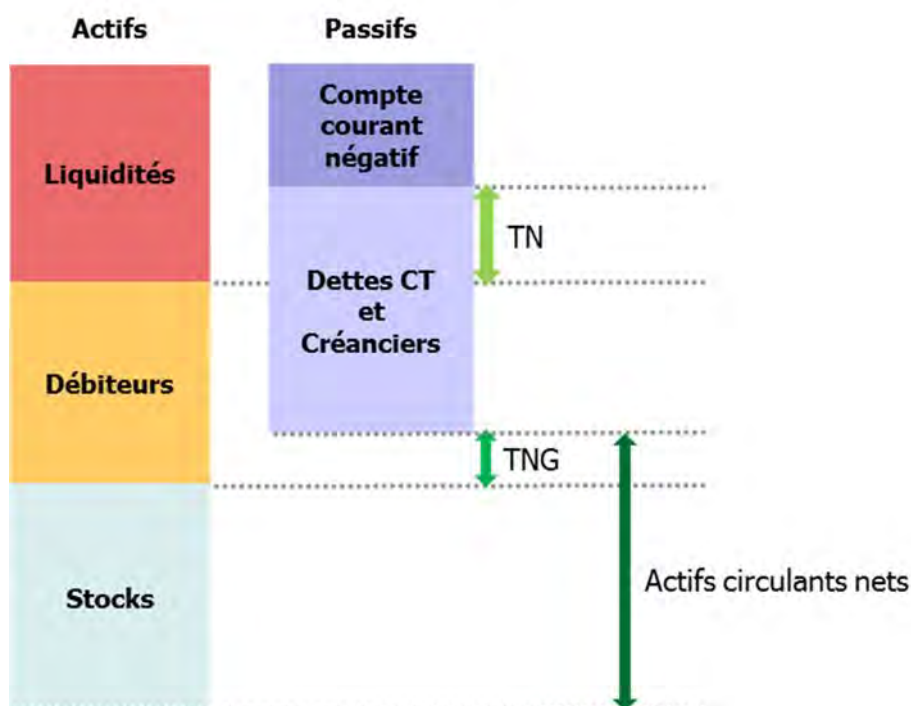 Actifs
Passifs
Compte
courant
négatif
Liquidités
TN
Dettes CT
et
Créanciers
Débiteurs
TNG
Actifs circulants nets
Stocks